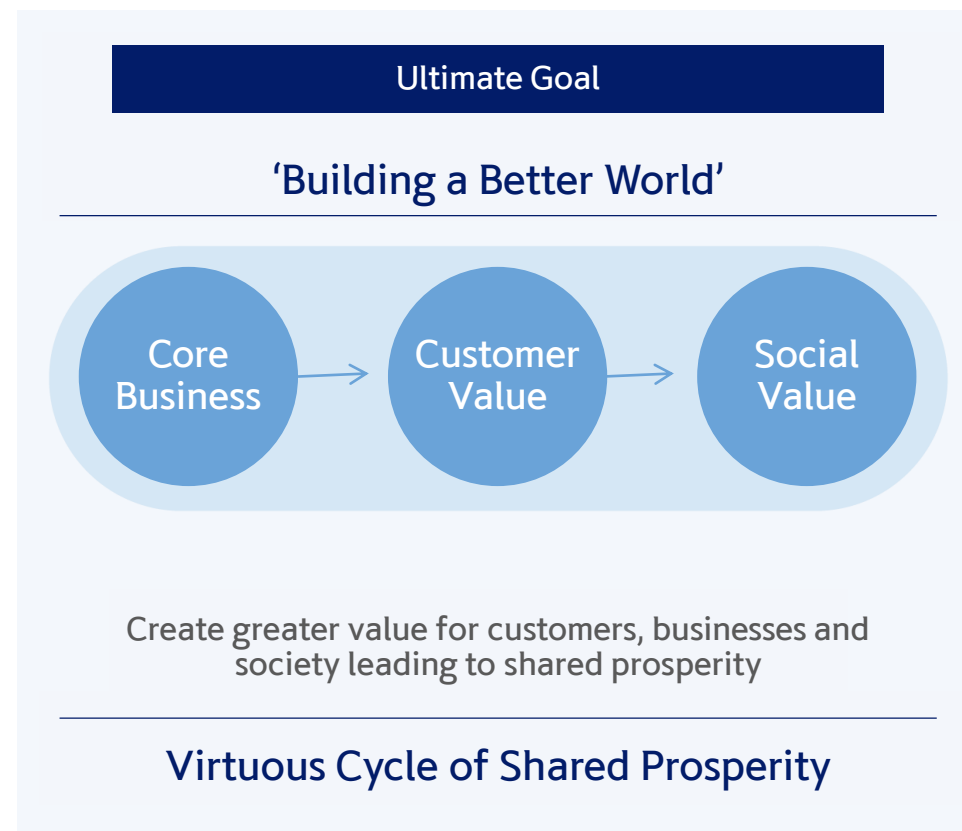 Ultimate Goal
‘Building a Better World’
Core
Business
Customer
Value
Social
Value
Create greater value for customers, businesses and
society leading to shared prosperity
Virtuous Cycle of Shared Prosperity